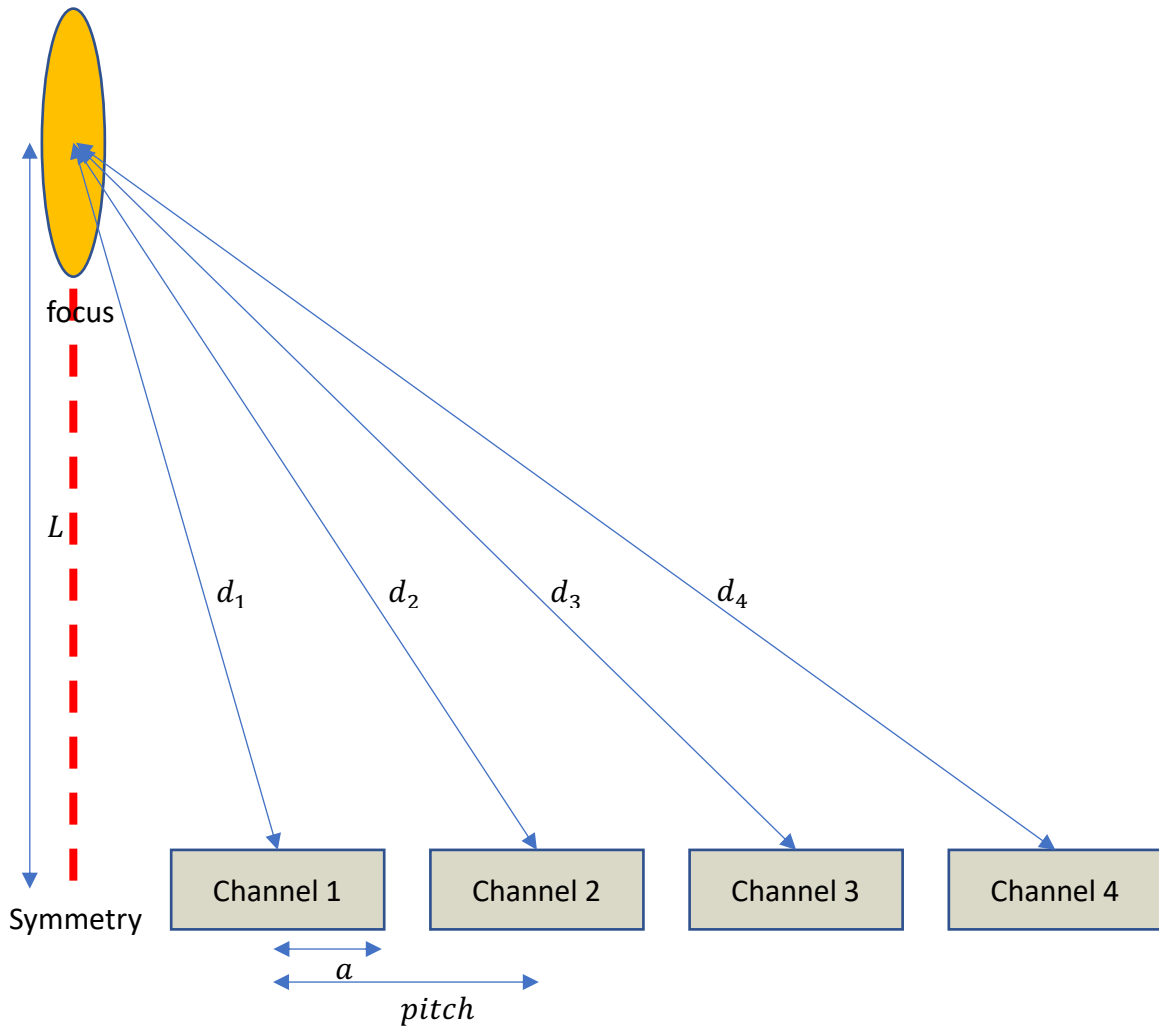 focus
L
d₁
d₂
d₃
d₄
Channel 1
Channel 2
Channel 3
Channel 4
Symmetry
a
pitch